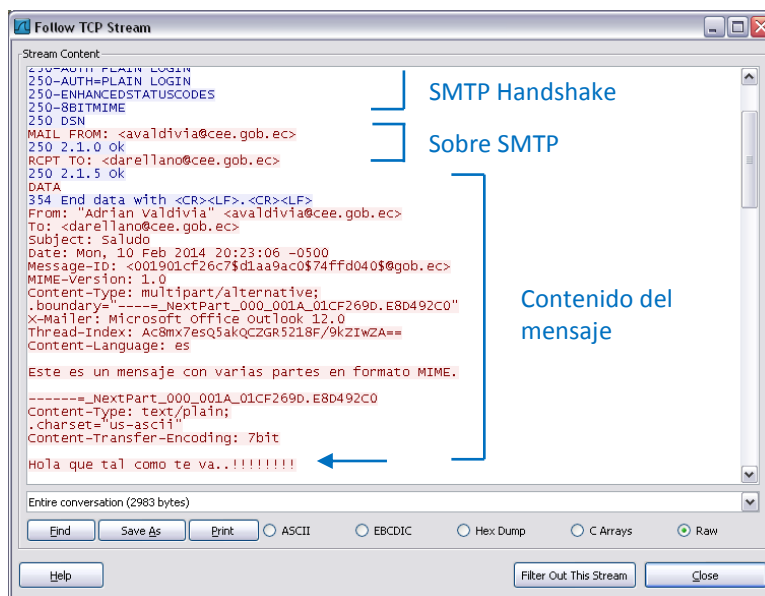 Follow TCP Stream
Stream Content
250-AUTH PLAIN LOGIN
250-AUTH=PLAIN LOGIN
250-ENHANCEDSTATUSCODES
250-8BITMIME
250 DSN
MAIL FROM: <avaldivia@cee.gob.ec>
250 2.1.0 Ok
RCPT TO: <darellano@cee.gob.ec>
250 2.1.5 Ok
DATA
354 End data with <CR><LF>.<CR><LF>
From: "Adrian Valdivia" <avaldivia@cee.gob.ec>
To: <darellano@cee.gob.ec>
Subject: Saludo
Date: Mon, 10 Feb 2014 20:23:06 -0500
Message-ID: <001901cf26c7$d1aa9ac0$74ffd040$@gob.ec>
MIME-Version: 1.0
Content-Type: multipart/alternative;
.boundary="----=_NextPart_000_001A_01CF269D.E8D492C0"
X-Mailer: Microsoft Office Outlook 12.0
Thread-Index: Ac8mx7esQ5akQCZGR5218F/9kZIwZA==
Content-Language: es
Este es un mensaje con varias partes en formato MIME.
------=_NextPart_000_001A_01CF269D.E8D492C0
Content-Type: text/plain;
.charset="us-ascii"
Content-Transfer-Encoding: 7bit
Hola que tal como te va..!!!!!!!!
SMTP Handshake
Sobre SMTP
Contenido del
mensaje
Entire conversation (2983 bytes)
Find Save As Print ASCII EBCDIC Hex Dump C Arrays Raw
Help Filter Out This Stream Close